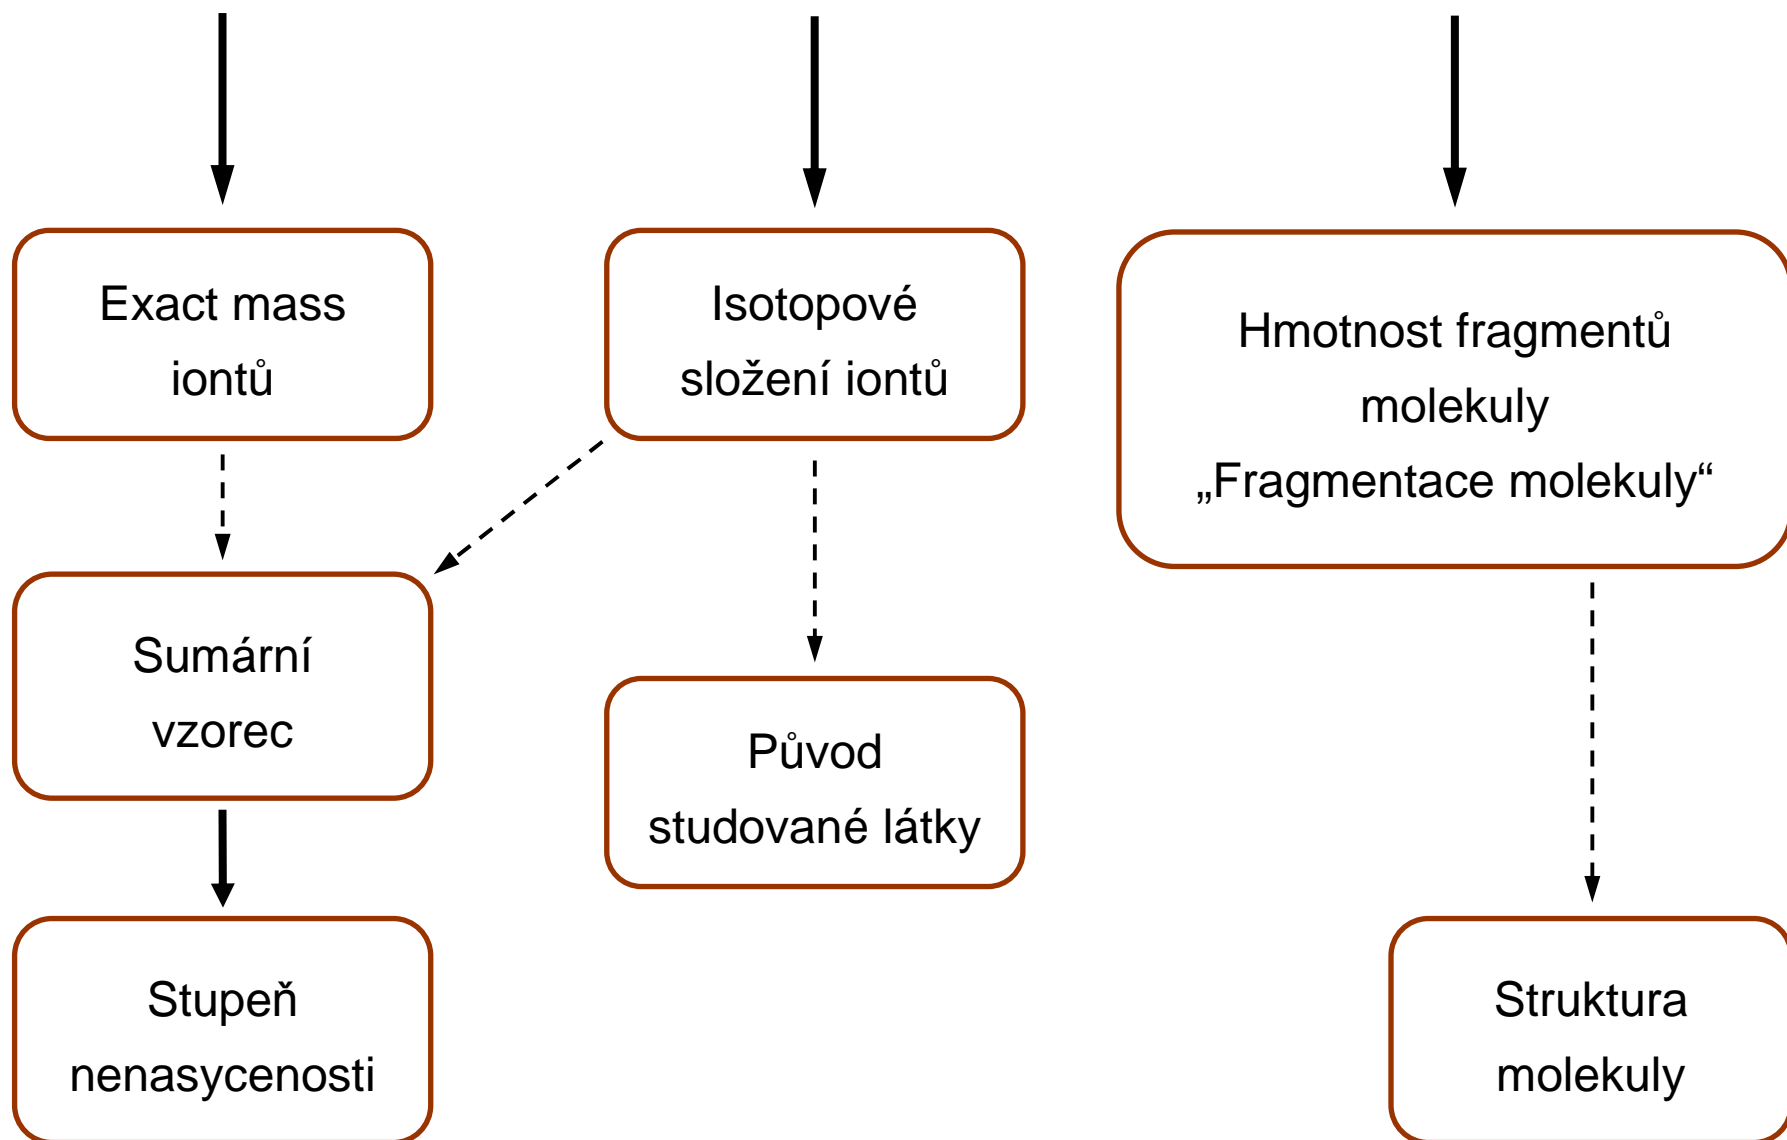 Exact mass
iontů
Isotopové
složení iontů
Hmotnost fragmentů
molekuly
„Fragmentace molekuly“
Sumární
vzorec
Původ
studované látky
Stupeň
nenasycenosti
Struktura
molekuly